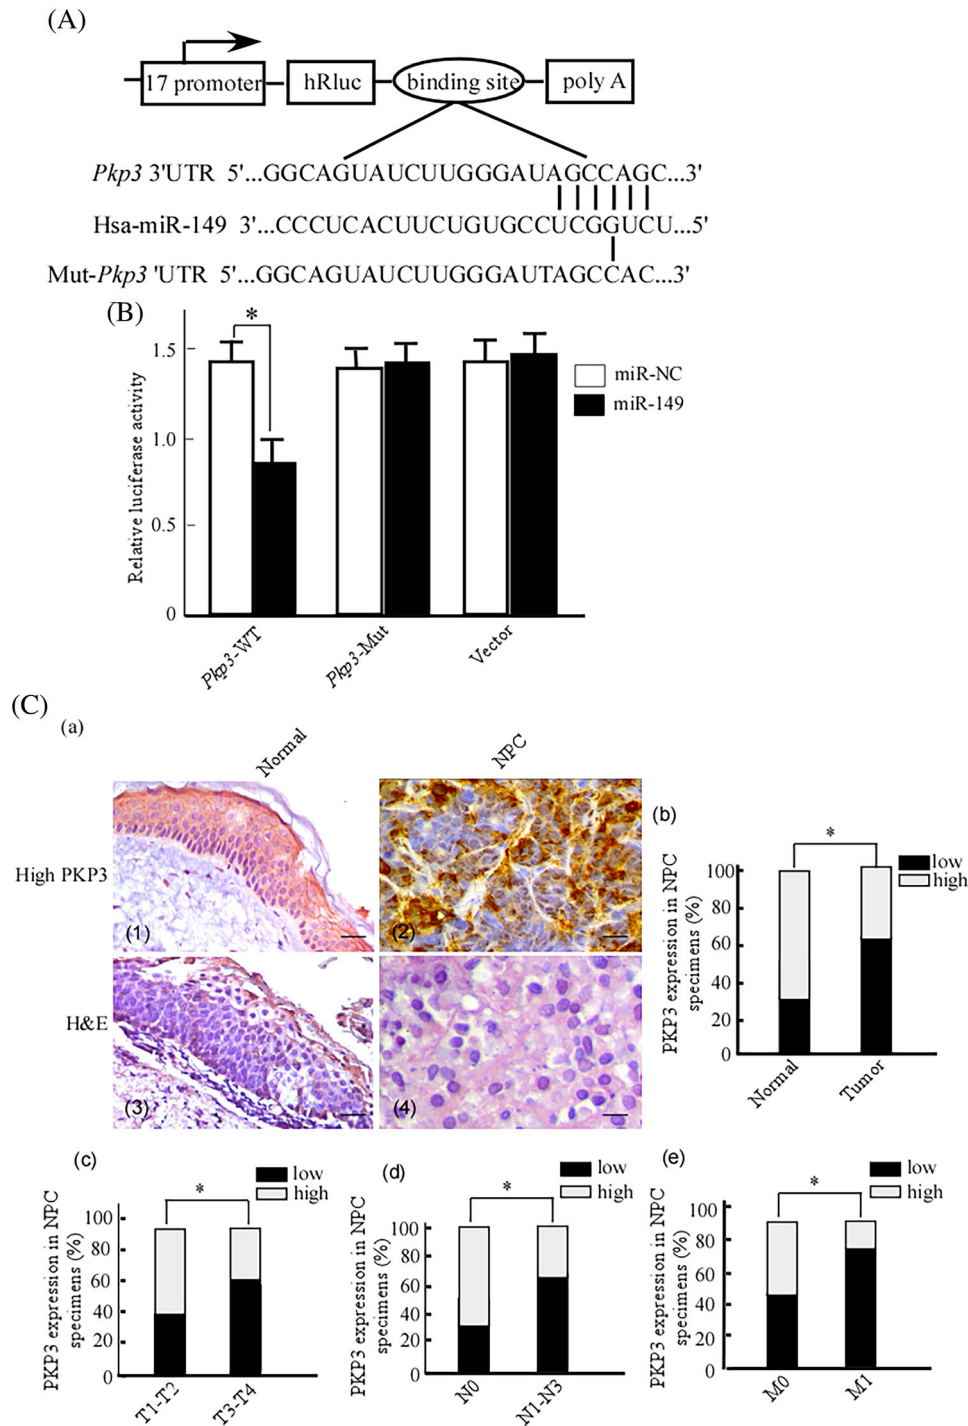 (A)
17 promoter hRluc binding site poly A
Pkp3 3'UTR 5'...GGCAGUAUCUUGGGAUAGCCAGC...3'
Hsa-miR-149 3'...CCCUCACUUCUGUGCCUCGGUCU...5'
Mut-Pkp3 'UTR 5'...GGCAGUAUCUUGGGAUTAGCCAC...3'
(B)
*
1.5
1.0
0.5
0
Relative luciferase activity
miR-NC
miR-149
Pkp3-WT
Pkp3-Mut
Vector
(C)
(a)
Normal
NPC
High PKP3
H&E
(1)
(2)
(3)
(4)
(b)
*
low
high
PKP3 expression in NPC
specimens (%)
100
80
60
40
20
0
Normal
Tumor
(c)
low
high
*
PKP3 expression in NPC
specimens (%)
100
80
60
40
20
0
T1-T2
T3-T4
(d)
low
high
*
PKP3 expression in NPC
specimens (%)
100
80
60
40
20
0
N0
N1-N3
(e)
low
high
*
PKP3 expression in NPC
specimens (%)
100
80
60
40
20
0
M0
M1